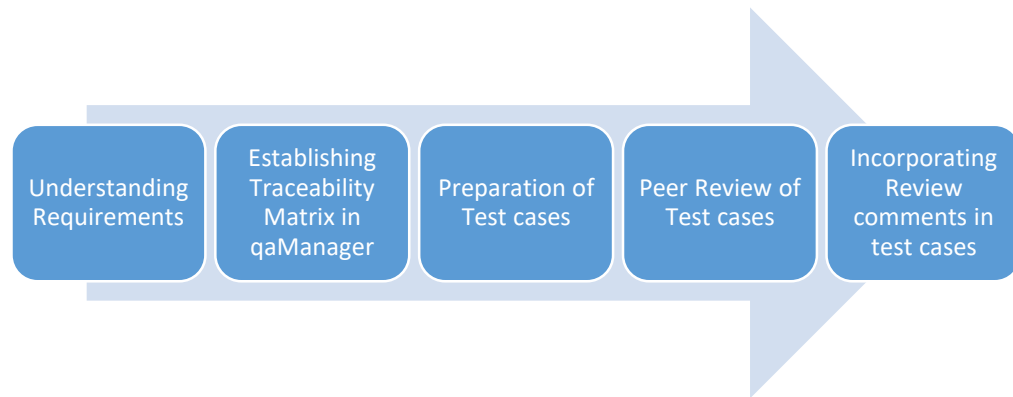 Understanding
Requirements
Establishing
Traceability
Matrix in
qaManager
Preparation of
Test cases
Peer Review of
Test cases
Incorporating
Review
comments in
test cases